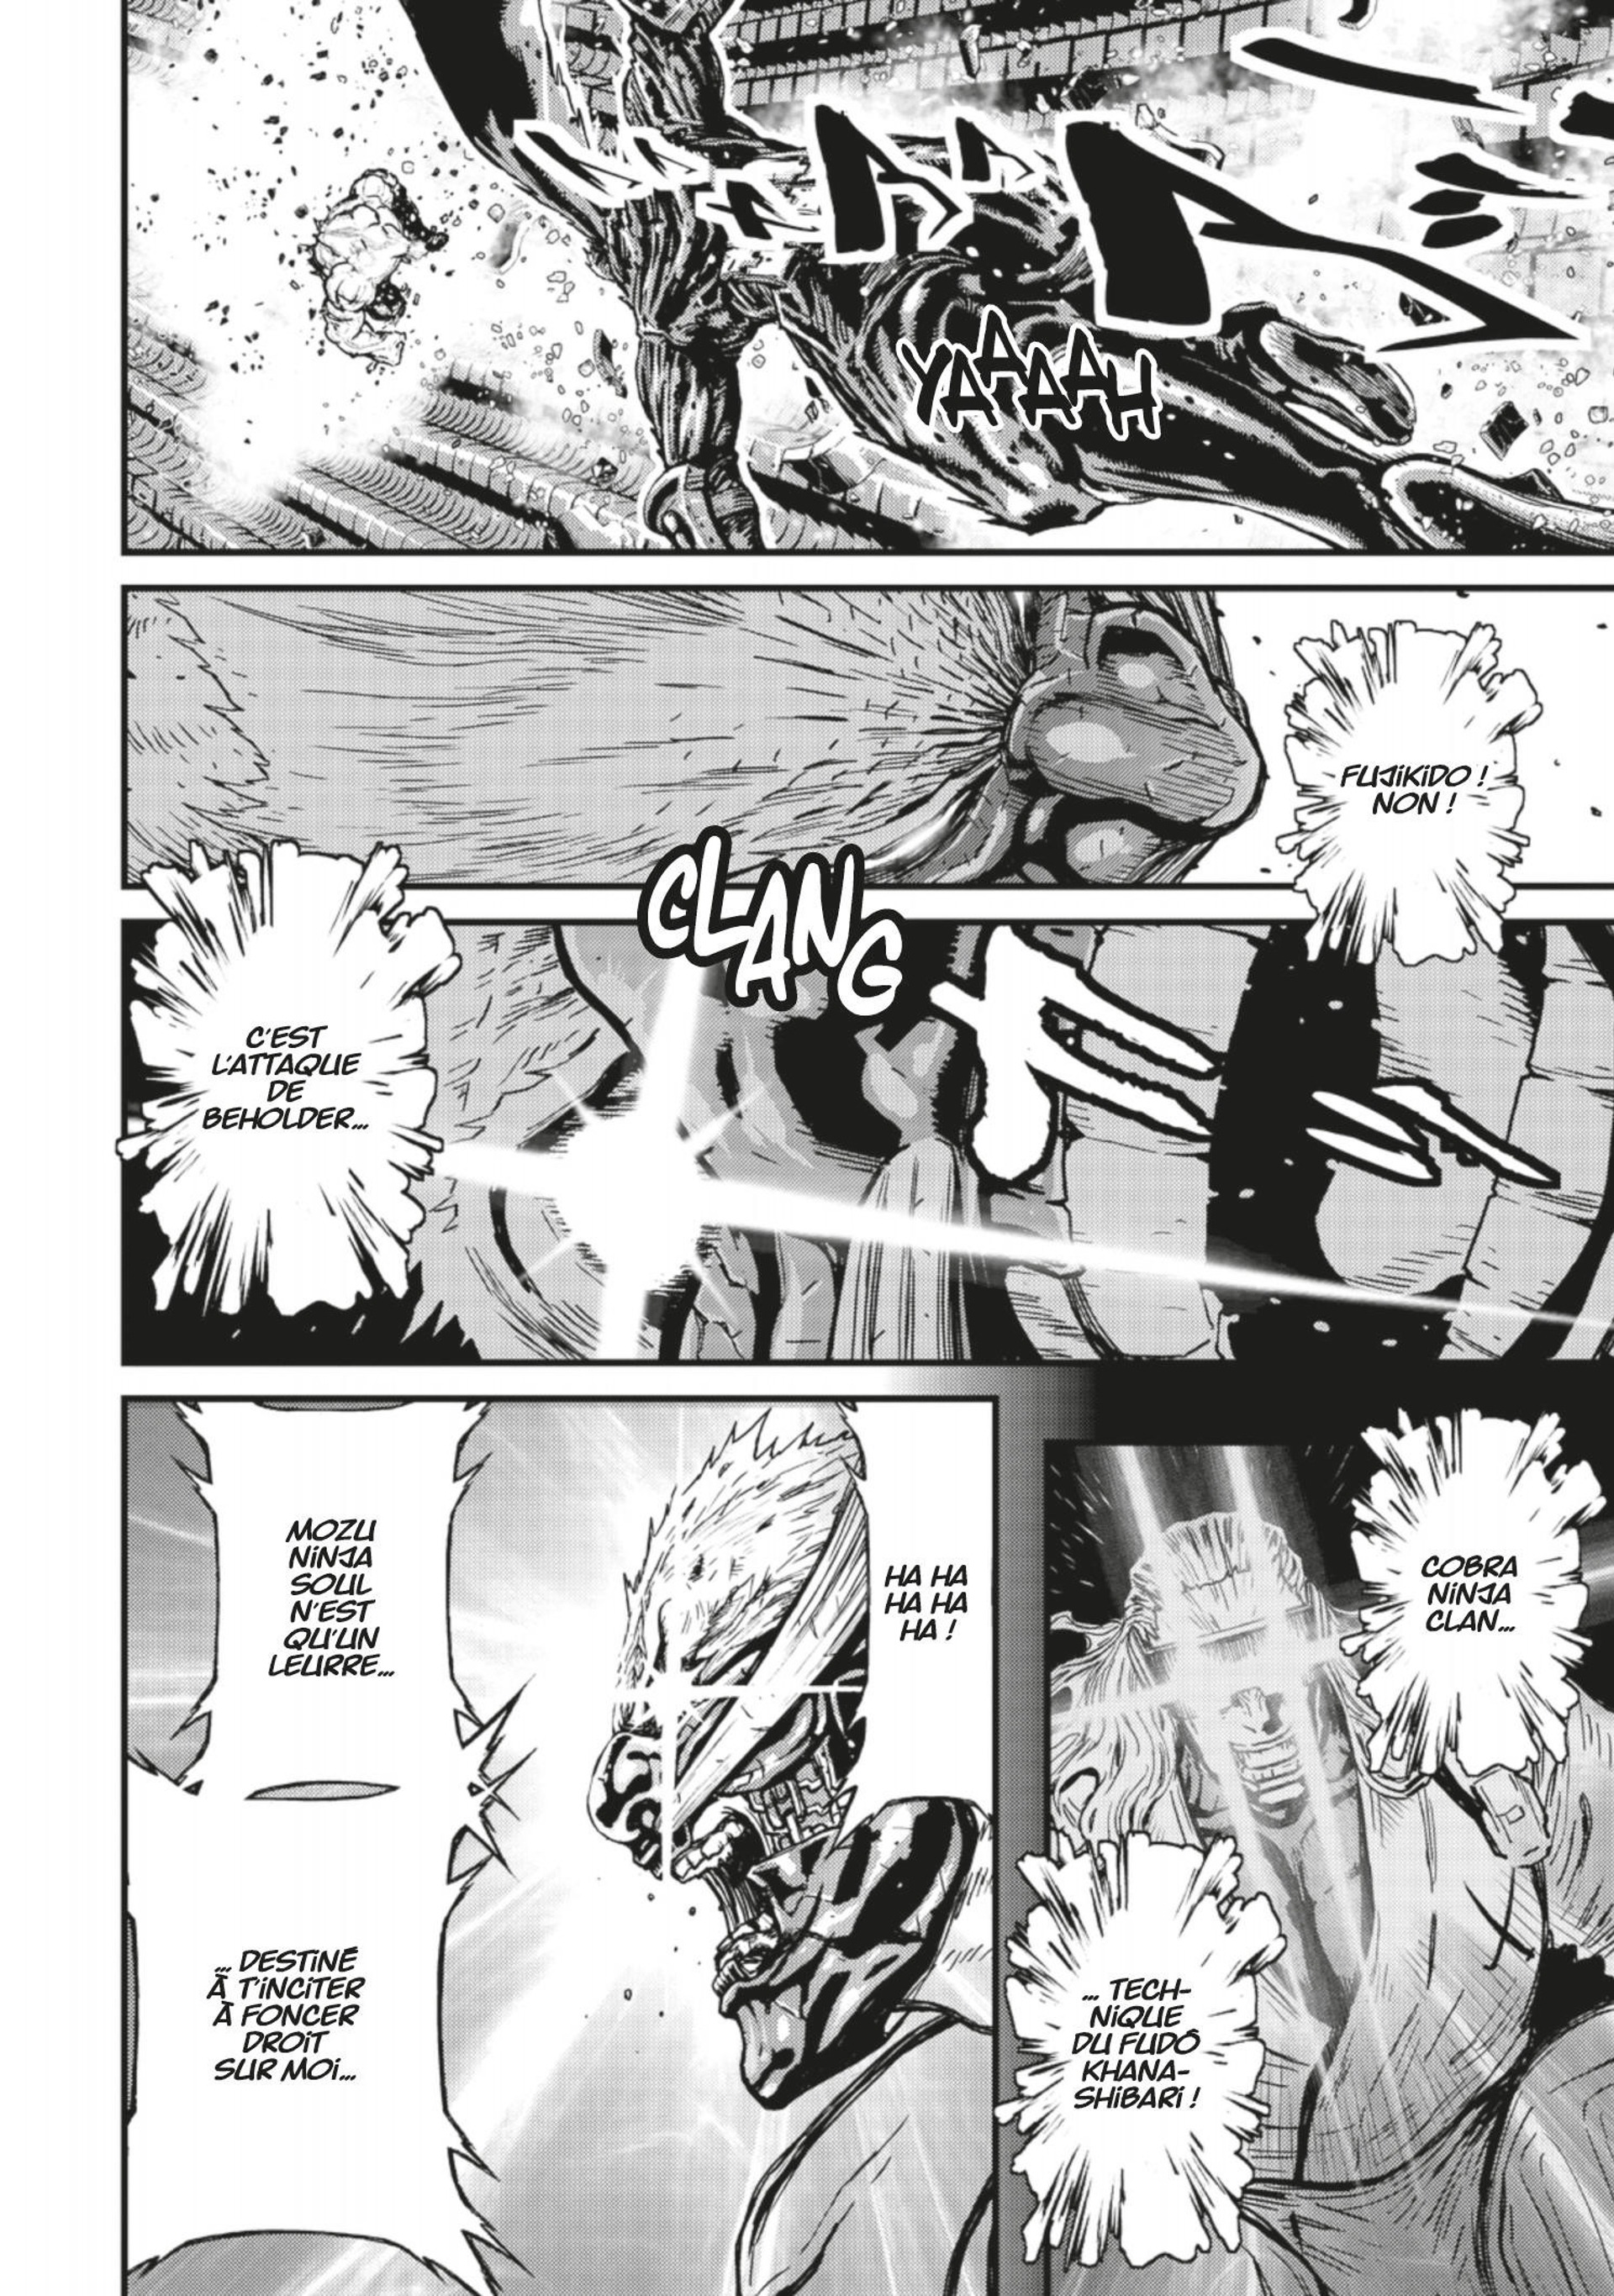 YAAAAAH
FUJIKIDO !
NON !
CLANG
C'EST
L'ATTAQUE
DE
BEHOLDER...
COBRA
NINJA
CLAN...
... TECH-
NIQUE
DU FUDÔ
KHANA-
SHIBARI !
HA HA
HA HA
HA !
MOZU
NINJA
SOUL
N'EST
QU'UN
LEURRE...
... DESTINÉ
À T'INCITER
À FONCER
DROIT
SUR MOI...